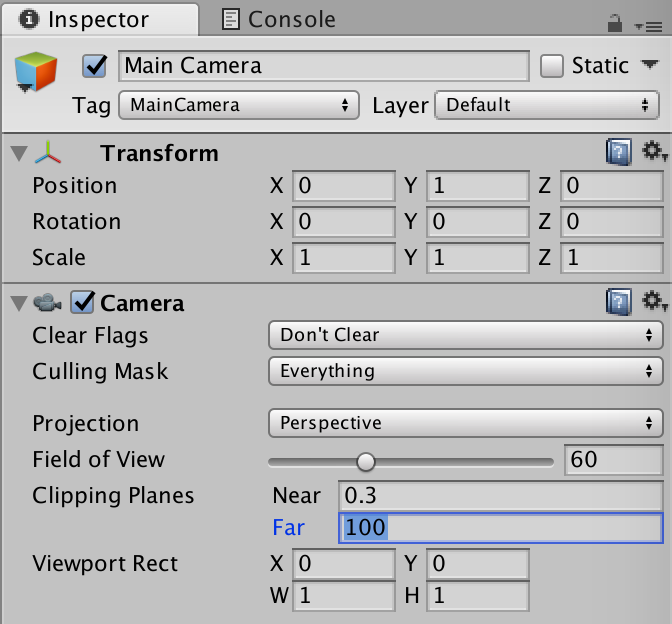 Inspector Console
Main Camera Static
Tag MainCamera Layer Default
Transform
Position X 0 Y 1 Z 0
Rotation X 0 Y 0 Z 0
Scale X 1 Y 1 Z 1
Camera
Clear Flags Don't Clear
Culling Mask Everything
Projection Perspective
Field of View 60
Clipping Planes Near 0.3
Far 100
Viewport Rect X 0 Y 0
W 1 H 1